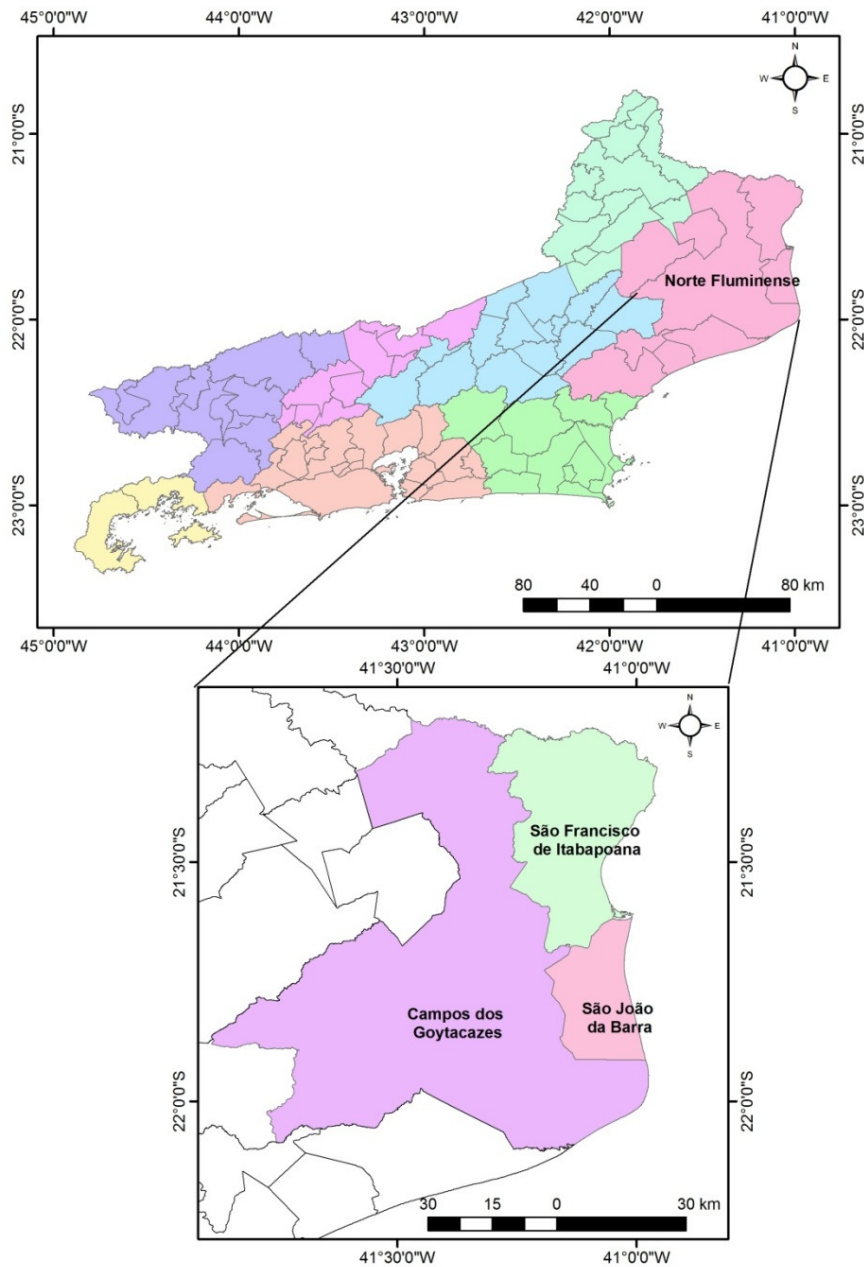 45°0'0"W 44°0'0"W 43°0'0"W 42°0'0"W 41°0'0"W
N
W E
S
21°0'0"S 21°0'0"S
Norte Fluminense
22°0'0"S 22°0'0"S
23°0'0"S 23°0'0"S
80 40 0 80 km
45°0'0"W 44°0'0"W 43°0'0"W 42°0'0"W 41°0'0"W
41°30'0"W 41°0'0"W
N
W E
S
São Francisco
de Itabapoana
21°30'0"S 21°30'0"S
Campos dos
Goytacazes
São João
da Barra
22°0'0"S 22°0'0"S
30 15 0 30 km
41°30'0"W 41°0'0"W